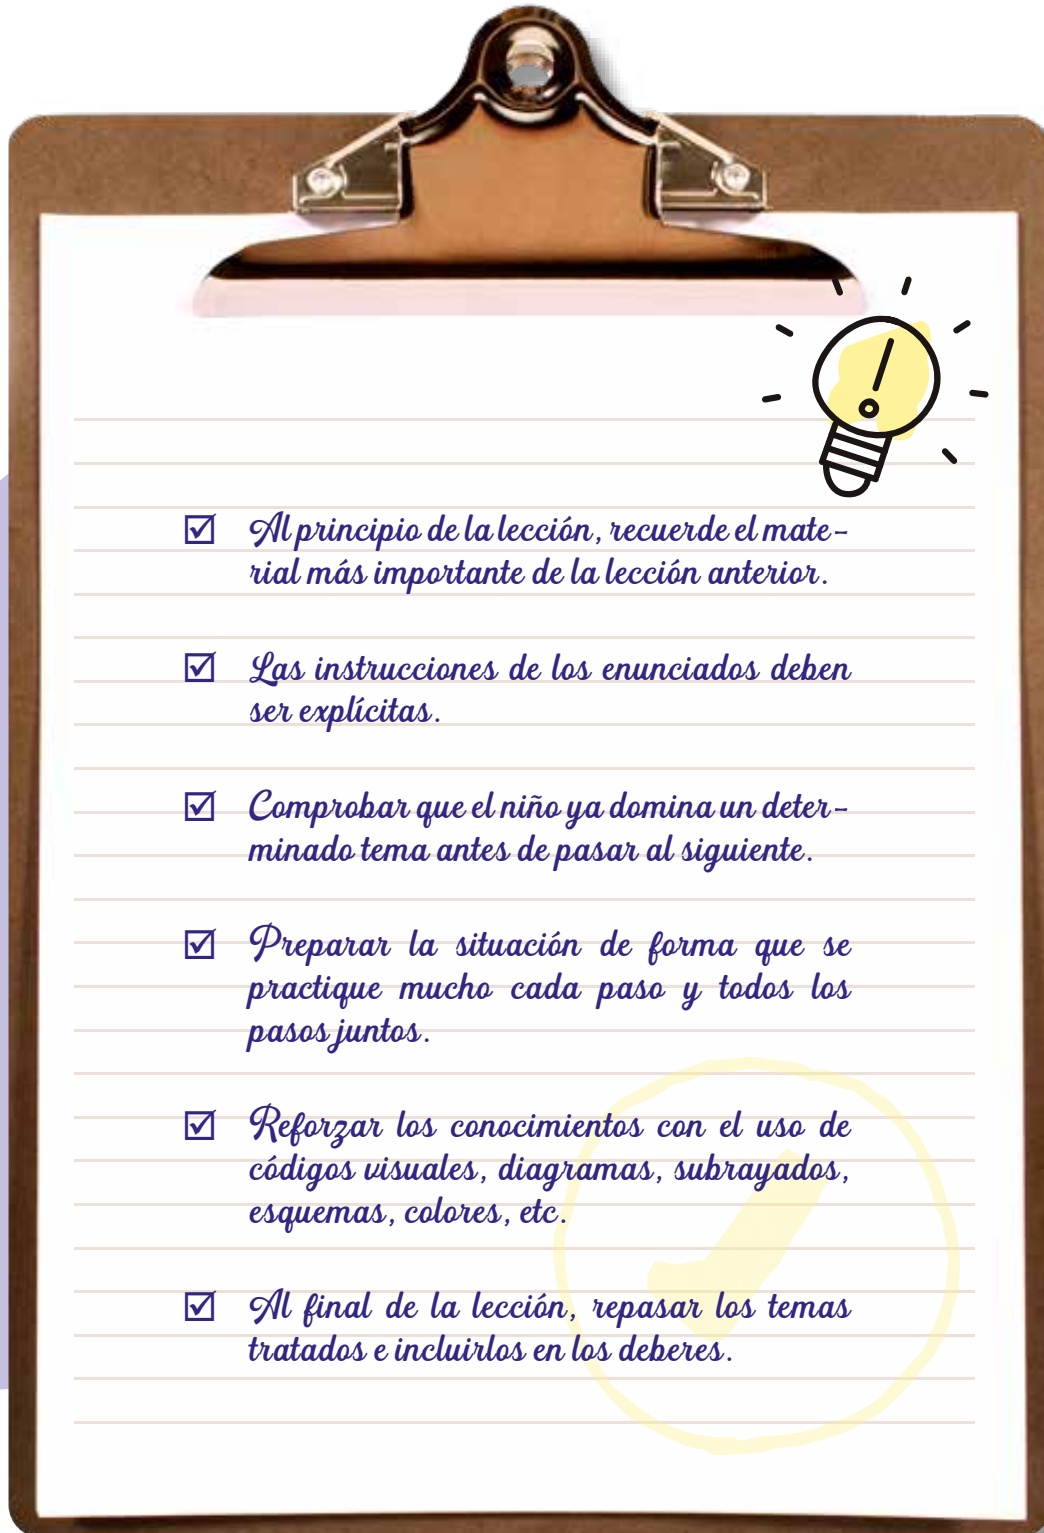 Al principio de la lección, recuerde el mate-
rial más importante de la lección anterior.
Las instrucciones de los enunciados deben
ser explícitas.
Comprobar que el niño ya domina un deter-
minado tema antes de pasar al siguiente.
Preparar la situación de forma que se
practique mucho cada paso y todos los
pasos juntos.
Reforzar los conocimientos con el uso de
códigos visuales, diagramas, subrayados,
esquemas, colores, etc.
Al final de la lección, repasar los temas
tratados e incluirlos en los deberes.